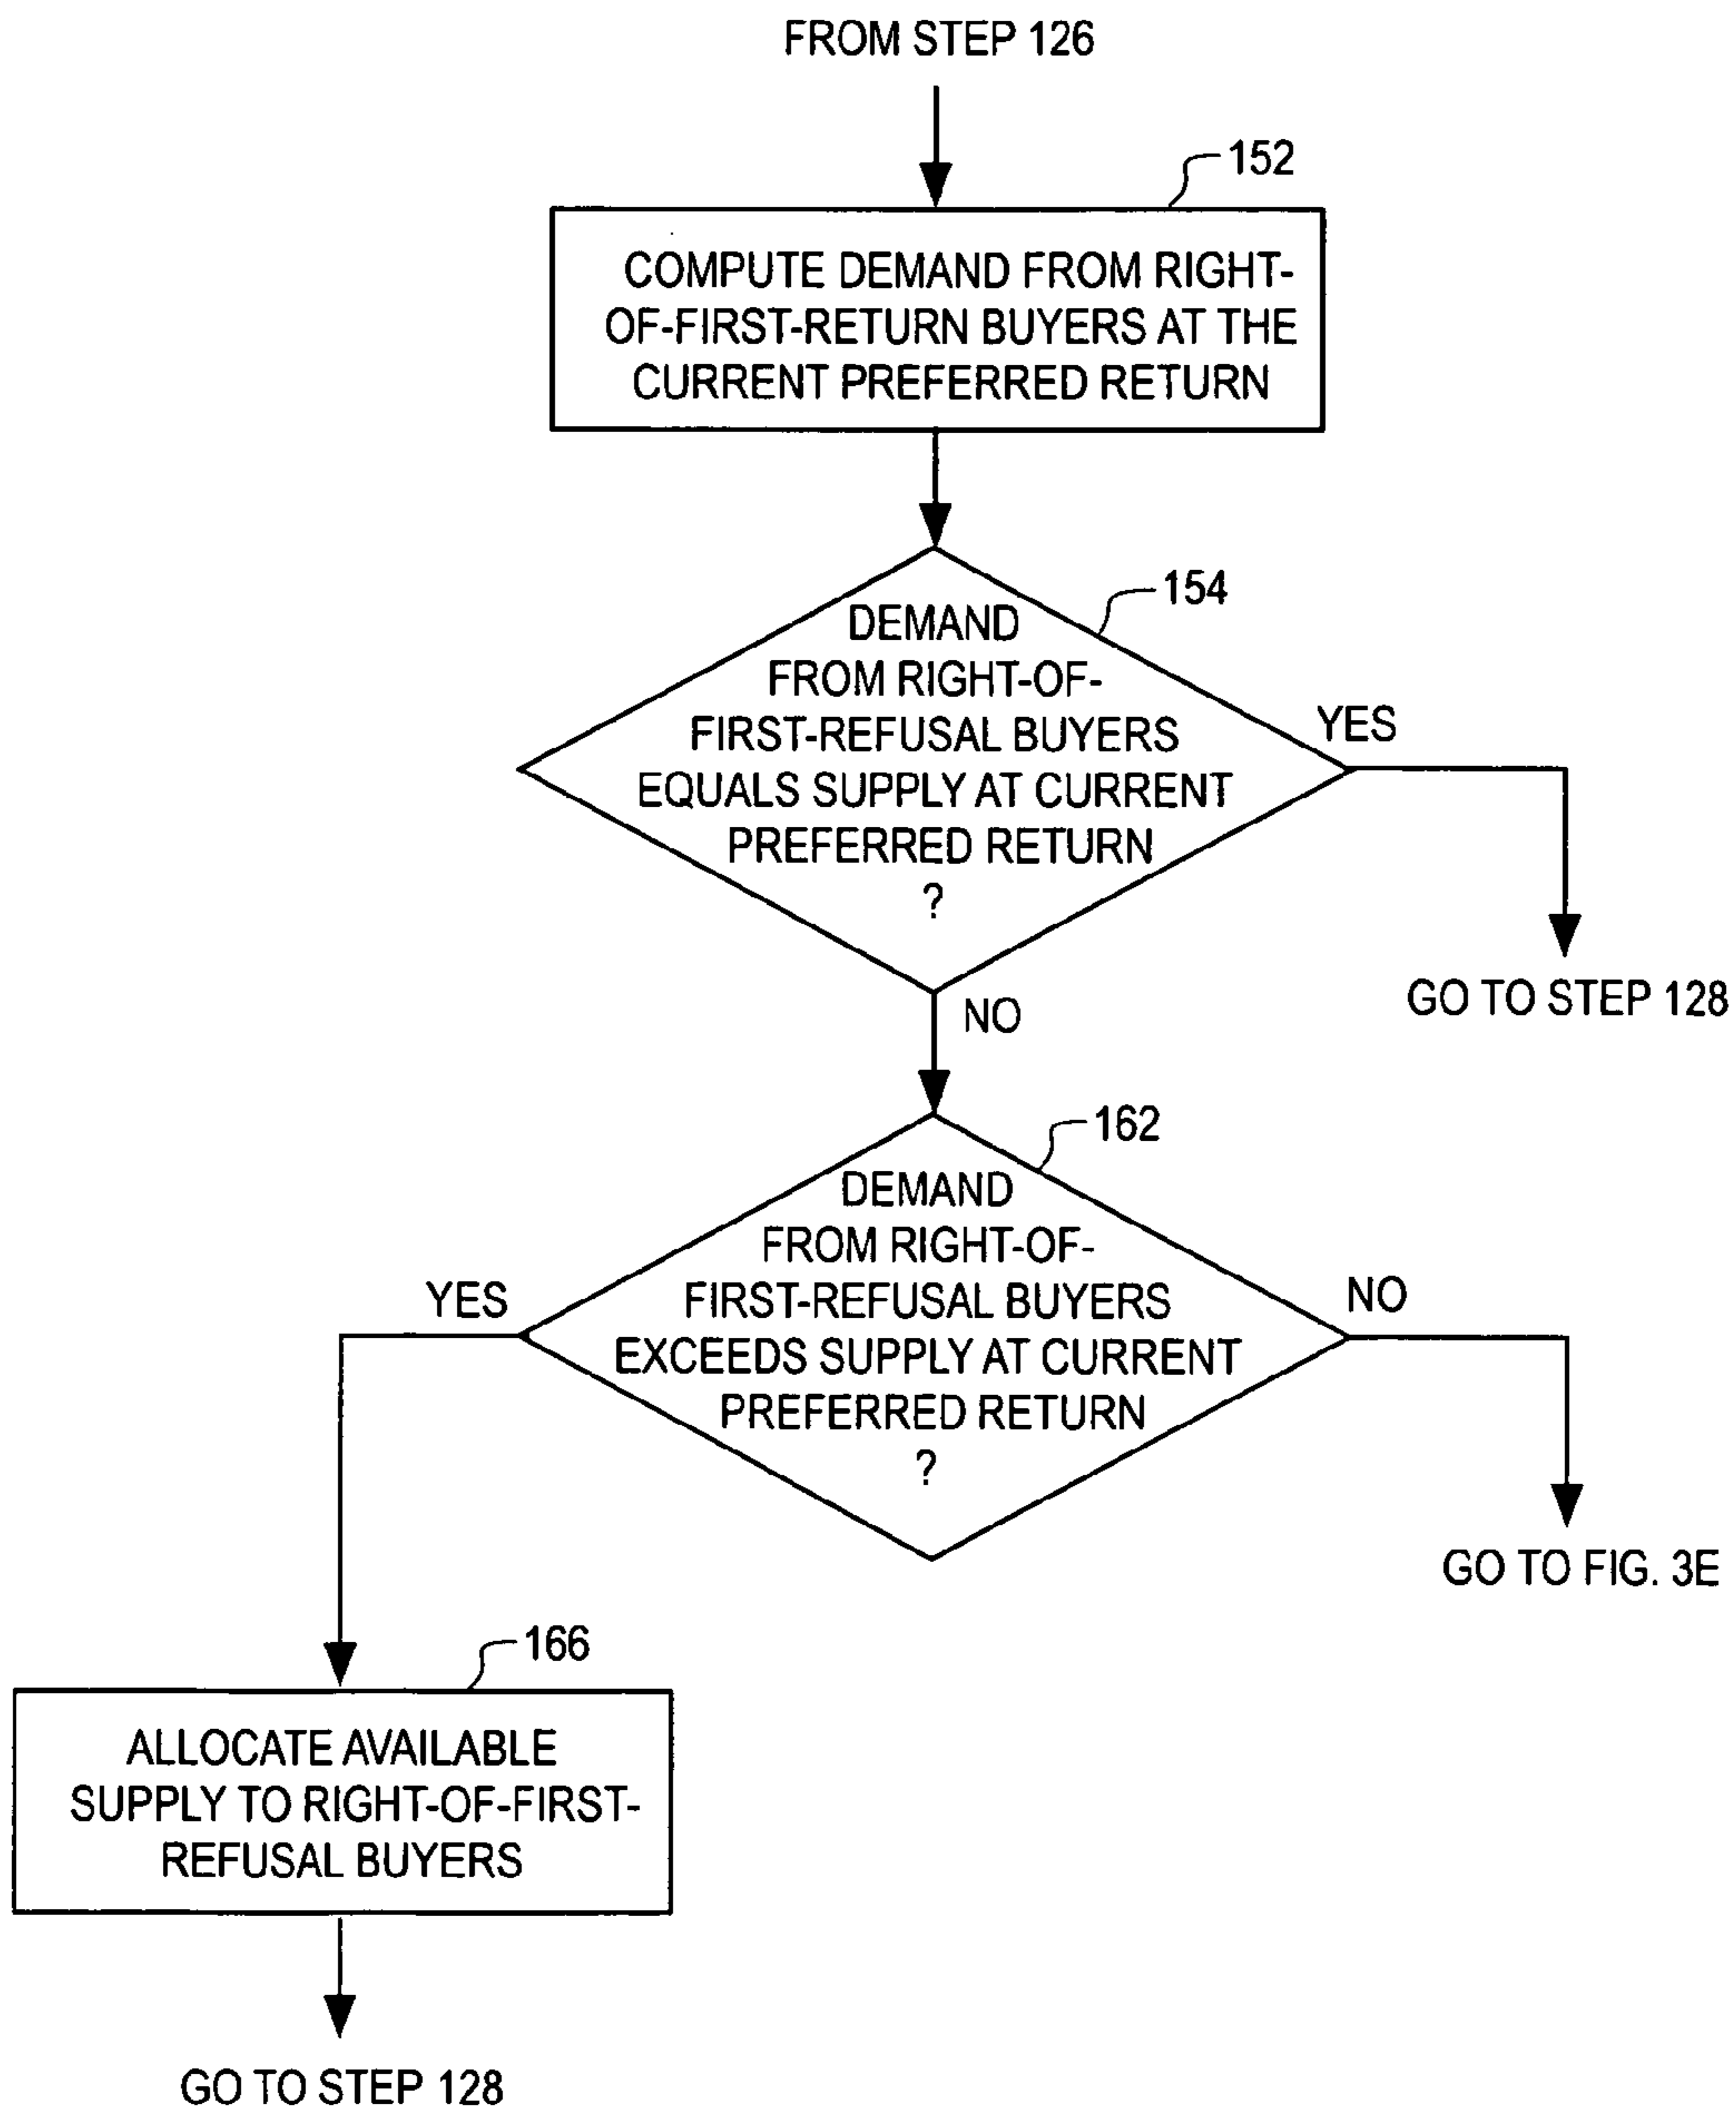 FROM STEP 126
152
COMPUTE DEMAND FROM RIGHT-
OF-FIRST-RETURN BUYERS AT THE
CURRENT PREFERRED RETURN
154
DEMAND
FROM RIGHT-OF-
FIRST-REFUSAL BUYERS
EQUALS SUPPLY AT CURRENT
PREFERRED RETURN
?
YES
GO TO STEP 128
NO
162
DEMAND
FROM RIGHT-OF-
FIRST-REFUSAL BUYERS
EXCEEDS SUPPLY AT CURRENT
PREFERRED RETURN
?
YES
NO
GO TO FIG. 3E
166
ALLOCATE AVAILABLE
SUPPLY TO RIGHT-OF-FIRST-
REFUSAL BUYERS
GO TO STEP 128